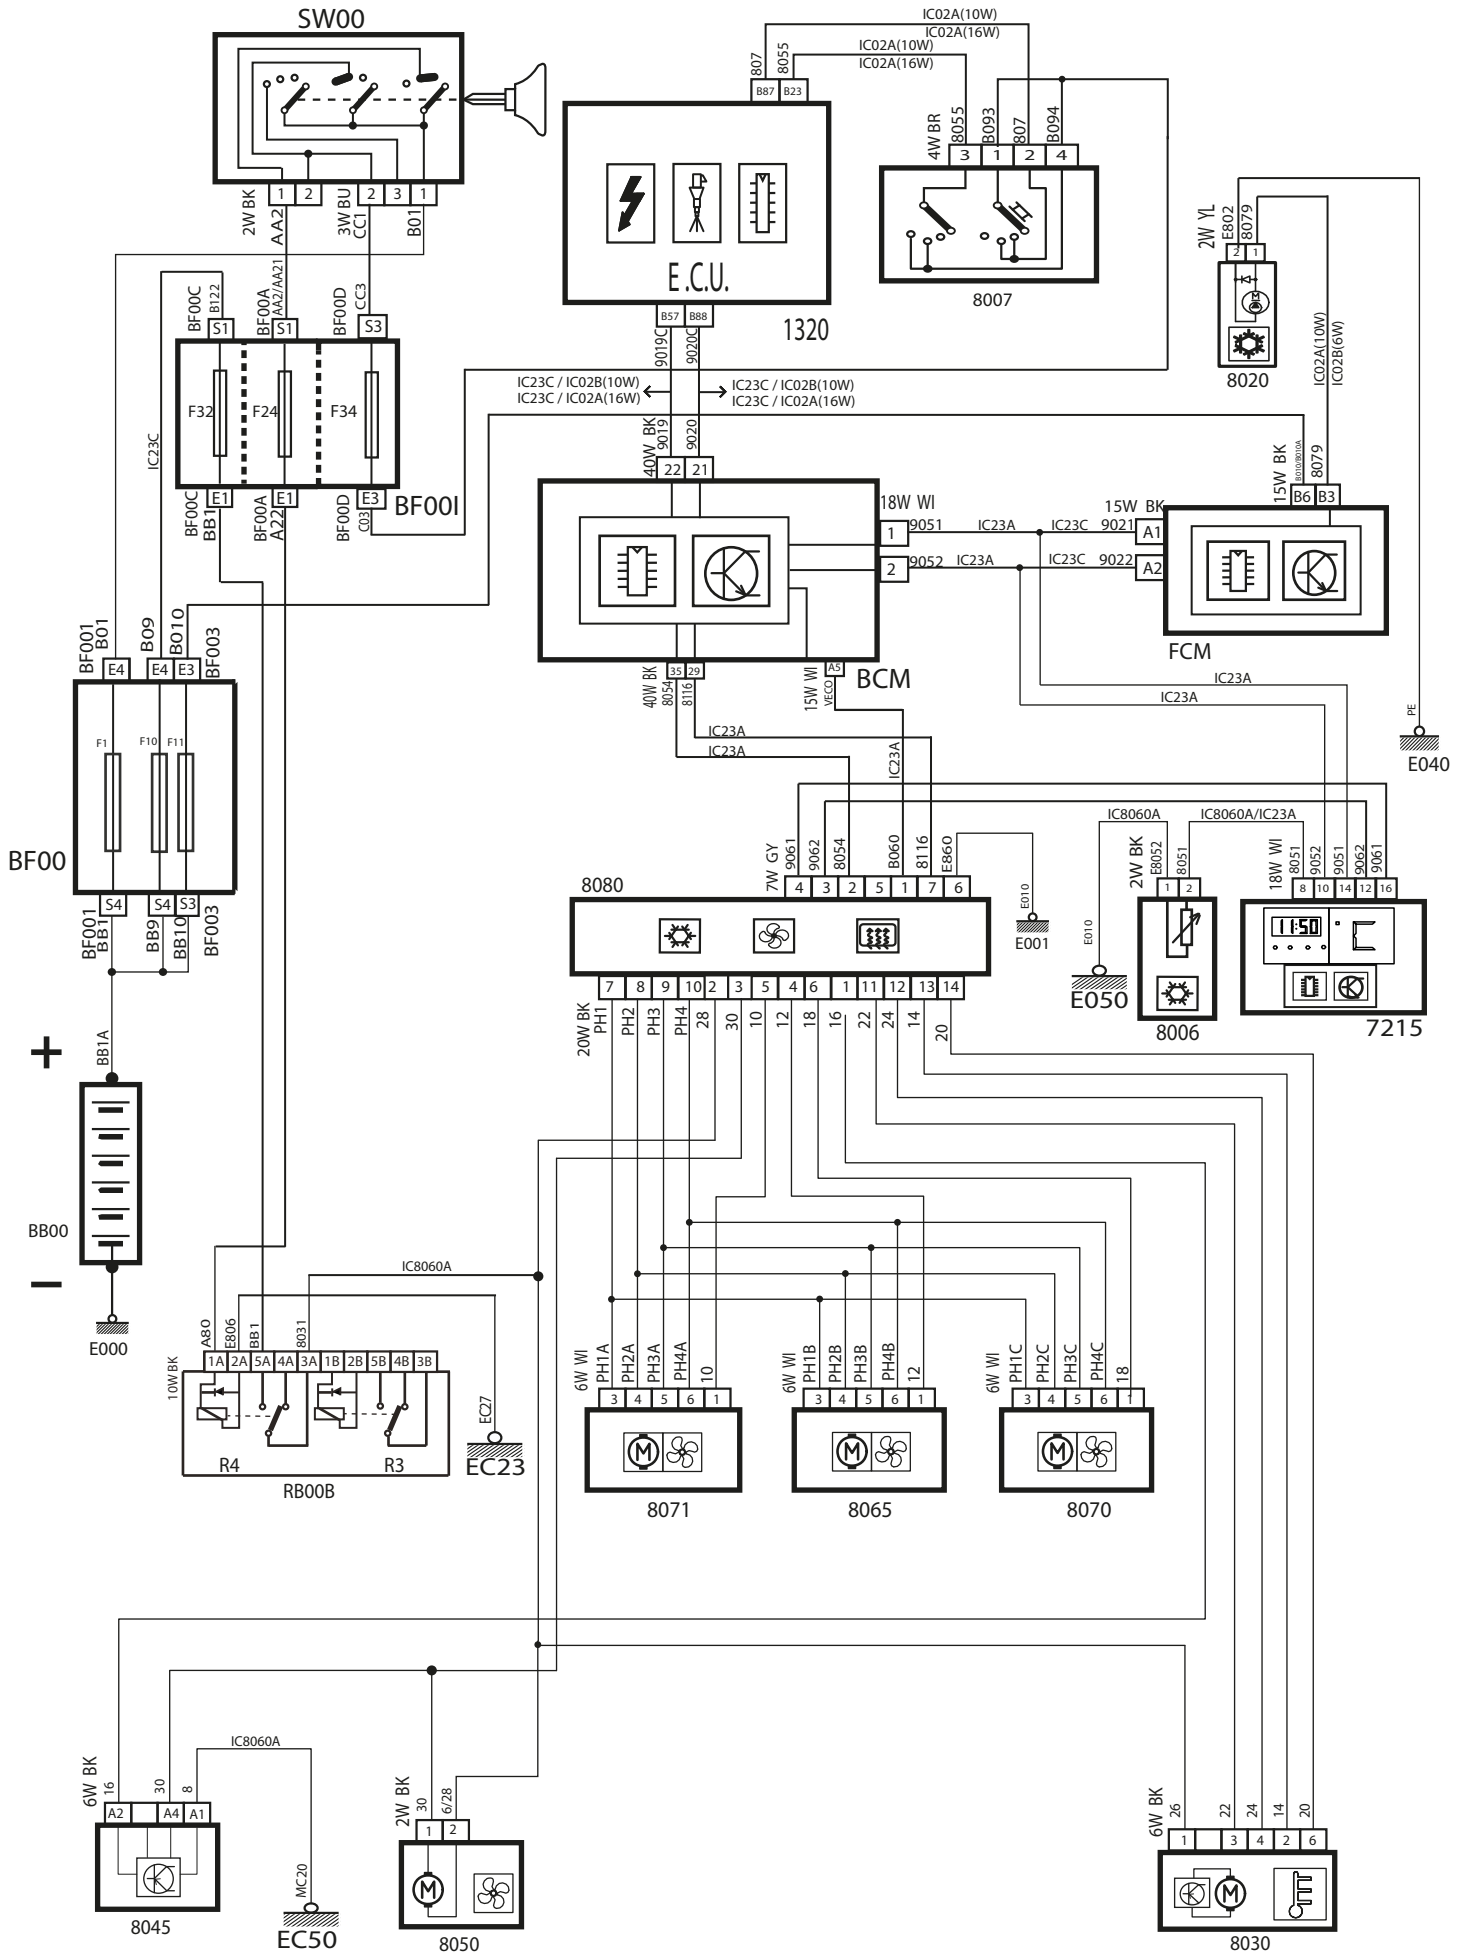 SW00
IC02A(10W)
IC02A(16W)
IC02A(10W)
IC02A(16W)
807
8055
B87 B23
E.C.U.
1320
B57 B88
9019C
9020C
4W BR
8055
B093
807
B094
3 1 2 4
8007
2W YL
E802
8079
2 1
M
8020
IC02A(10W)
IC02B(6W)
1 2 2 3 1
2W BK
AA2
3W BU
CC1
B01
BF00C
B122
BF00A
AA2/AA21
BF00D
CC3
S1 S1 S3
F32 F24 F34
IC23C
E1 E1 E3
BF00I
BF00C
BB1
BF00A
A22
BF00D
C03
IC23C / IC02B(10W)
IC23C / IC02A(16W)
IC23C / IC02B(10W)
IC23C / IC02A(16W)
40W BK
9019
9020
22 21
18W WI
1 9051 IC23A IC23C 9021 A1
2 9052 IC23A IC23C 9022 A2
15W BK
15W BK
B010/B010A
8079
B6 B3
FCM
BCM
35 29 A5
40W BK
8054
8116
15W WI
VECO
IC23A
IC23A
IC23A
IC23A
IC23A
PE
E040
BF001
B01
B09
B010
BF003
E4 E4 E3
F1 F10 F11
BF00
S4 S4 S3
BF001
BB1
BB9
BB10
BF003
BB1A
+
BB00
−
E000
7W GY
9061
9062
8054
B060
8116
E860
4 3 2 5 1 7 6
8080
E010
E001
7 8 9 10 2 3 5 4 6 1 11 12 13 14
20W BK
PH1
PH2
PH3
PH4
28
30
10
12
18
16
22
24
14
20
IC8060A
IC8060A/IC23A
2W BK
E8052
8051
1 2
8006
E010
E050
18W WI
8051
9052
9051
9062
9061
8 10 14 12 16
11:50
C
7215
IC8060A
A80
E806
BB1
8031
10W BK
1A 2A 5A 4A 3A 1B 2B 5B 4B 3B
R4 R3
RB00B
EC27
EC23
6W WI
PH1A
PH2A
PH3A
PH4A
10
3 4 5 6 1
M
8071
6W WI
PH1B
PH2B
PH3B
PH4B
12
3 4 5 6 1
M
8065
6W WI
PH1C
PH2C
PH3C
PH4C
18
3 4 5 6 1
M
8070
IC8060A
6W BK
16
30
8
A2 A4 A1
8045
MC20
EC50
2W BK
30
6/28
1 2
M
8050
6W BK
26
22
24
14
20
1 3 4 2 6
M
8030